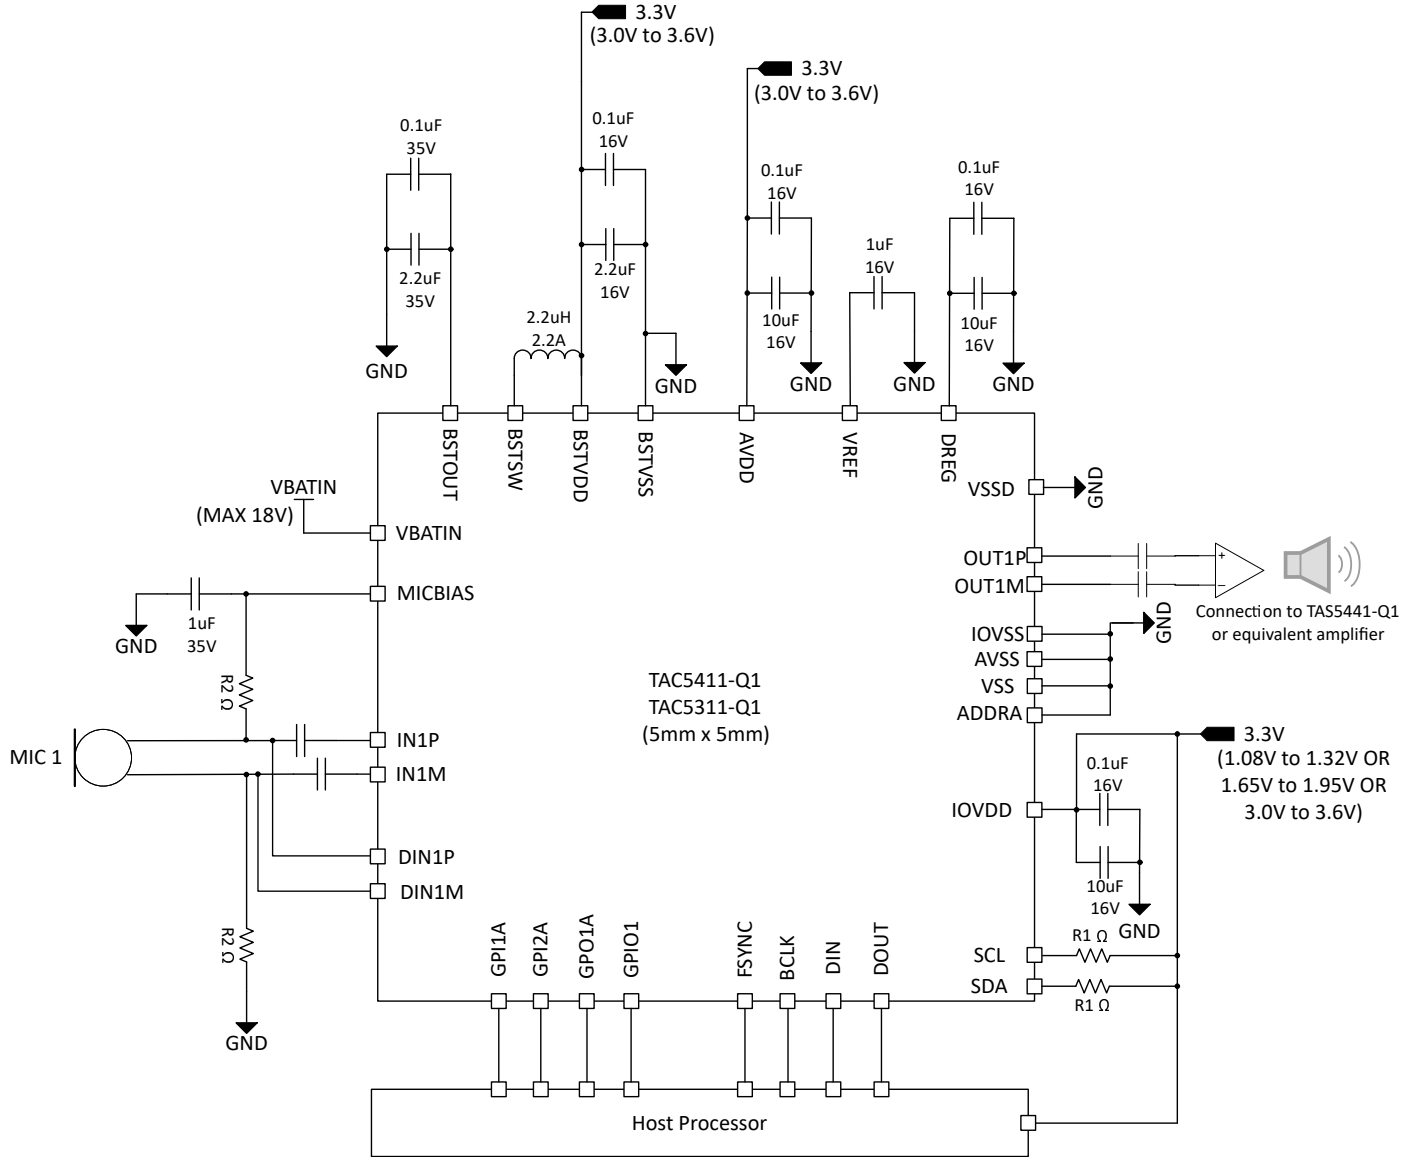 3.3V
(3.0V to 3.6V)
3.3V
(3.0V to 3.6V)
0.1uF
35V
0.1uF
16V
0.1uF
16V
0.1uF
16V
2.2uF
35V
2.2uF
16V
1uF
16V
10uF
16V
10uF
16V
2.2uH
2.2A
GND
GND
GND
GND
GND
BSTOUT
BSTSW
BSTVDD
BSTVSS
AVDD
VREF
DREG
VBATIN
(MAX 18V)
VBATIN
MICBIAS
1uF
35V
GND
R2 Ω
MIC 1
IN1P
IN1M
DIN1P
DIN1M
R2 Ω
GND
TAC5411-Q1
TAC5311-Q1
(5mm x 5mm)
VSSD
GND
OUT1P
OUT1M
+
–
Connection to TAS5441-Q1
or equivalent amplifier
IOVSS
AVSS
VSS
ADDRA
GND
3.3V
(1.08V to 1.32V OR
1.65V to 1.95V OR
3.0V to 3.6V)
0.1uF
16V
IOVDD
10uF
16V
GND
SCL
R1 Ω
SDA
R1 Ω
GPI1A
GPI2A
GPO1A
GPIO1
FSYNC
BCLK
DIN
DOUT
Host Processor